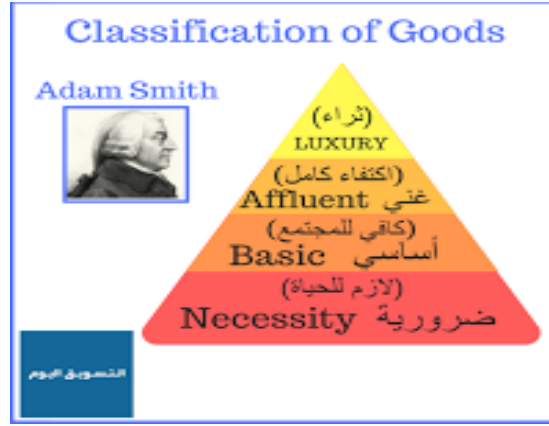 Classification of Goods
Adam Smith
(ثراء)
LUXURY
(اكتفاء كامل)
Affluent غني
(كافي للمجتمع)
Basic أساسي
(لازم للحياة)
Necessity ضرورية
التسويق اليوم